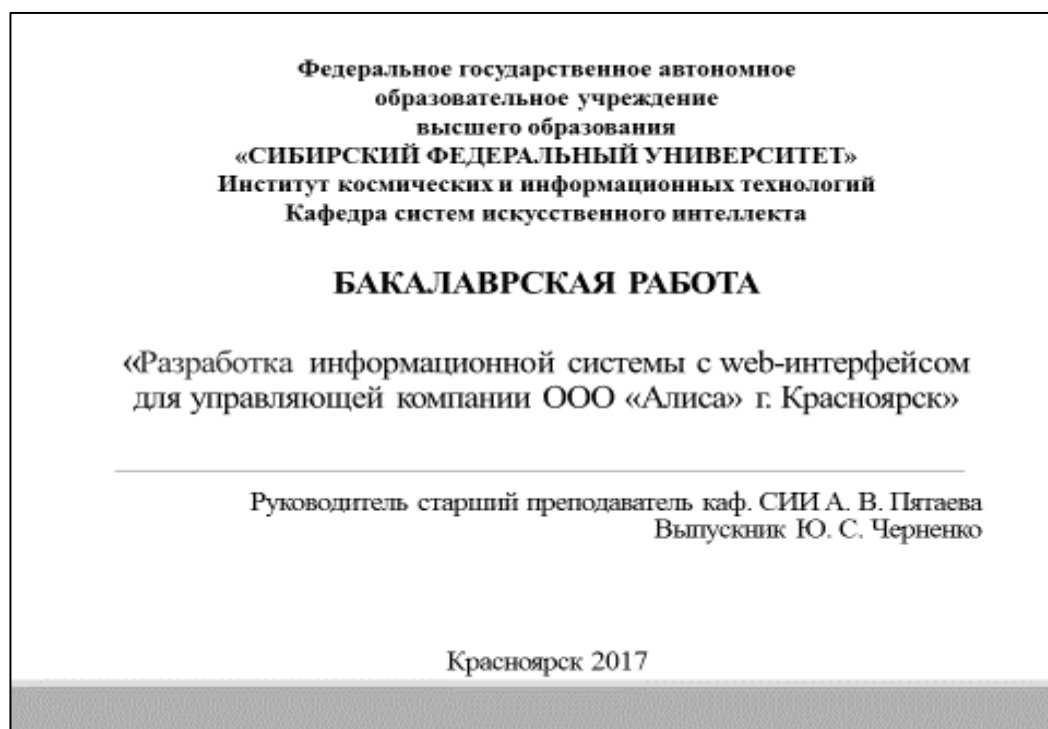 Федеральное государственное автономное
образовательное учреждение
высшего образования
«СИБИРСКИЙ ФЕДЕРАЛЬНЫЙ УНИВЕРСИТЕТ»
Институт космических и информационных технологий
Кафедра систем искусственного интеллекта
БАКАЛАВРСКАЯ РАБОТА
«Разработка информационной системы с web-интерфейсом
для управляющей компании ООО «Алиса» г. Красноярск»
Руководитель старший преподаватель каф. СИИ А. В. Пятаева
Выпускник Ю. С. Черненко
Красноярск 2017